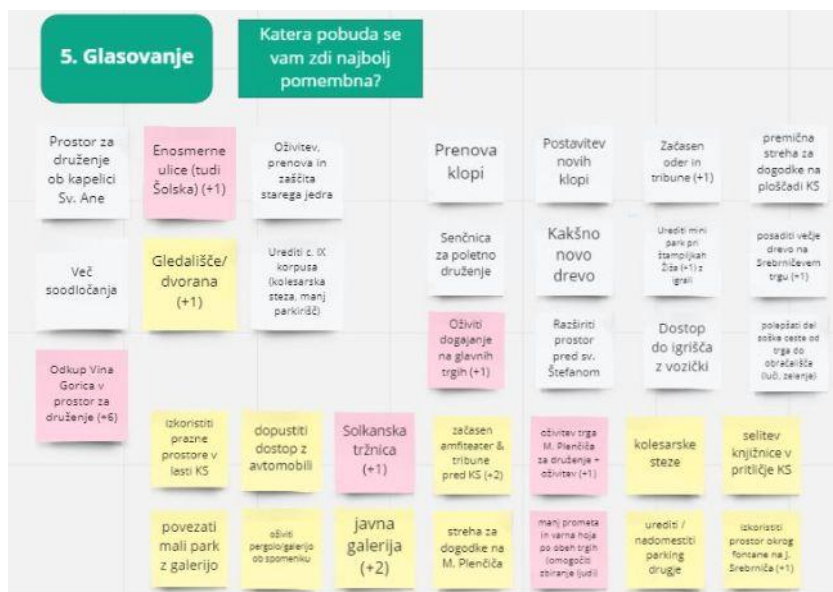 5. Glasovanje
Katera pobuda se
vam zdi najbolj
pomembna?
Prostor za
druženje
ob kapelici
Sv. Ane
Enosmerne
ulice (tudi
Šolska) (+1)
Oživitev,
prenova in
zaščita
starega jedra
Prenova
klopi
Postavitev
novih
klopi
Začasen
oder in
tribune (+1)
premična
streha za
dogodke na
ploščadi KS
Več
soodločanja
Gledališče/
dvorana
(+1)
Urediti c. IX
korpusa
(kolesarska
steza, manj
parkirišč)
Senčnica
za poletno
druženje
Kakšno
novo
drevo
Urediti mini
park pri
štampiljkah
Žiža (+1) z
igrali
posaditi večje
drevo na
Srebrničevem
trgu (+1)
Odkup Vina
Gorica v
prostor za
druženje (+6)
Oživiti
dogajanje
na glavnih
trgih (+1)
Razširiti
prostor
pred sv.
Štefanom
Dostop
do igrišča
z vozički
polepšati del
soške ceste od
trga do
obračališča
(luči, zelenje)
Izkoristiti
prazne
prostore v
lasti KS
dopustiti
dostop z
avtomobili
Solkanska
tržnica
(+1)
začasen
amfiteater &
tribune
pred KS (+2)
oživitev trga
M. Plenčiča
za druženje +
oživitev (+1)
kolesarske
steze
selitev
knjižnice v
pritličje KS
povezati
mali park
z galerijo
oživiti
pergolo/galerijo
ob spomeniku
javna
galerija
(+2)
streha za
dogodke na
M. Plenčiča
manj prometa
in varna hoja
po obeh trgih
(omogočiti
zbiranje ljudi)
urediti /
nadomestiti
parking
drugje
Izkoristiti
prostor okrog
fontane na J.
Srebrniča (+1)